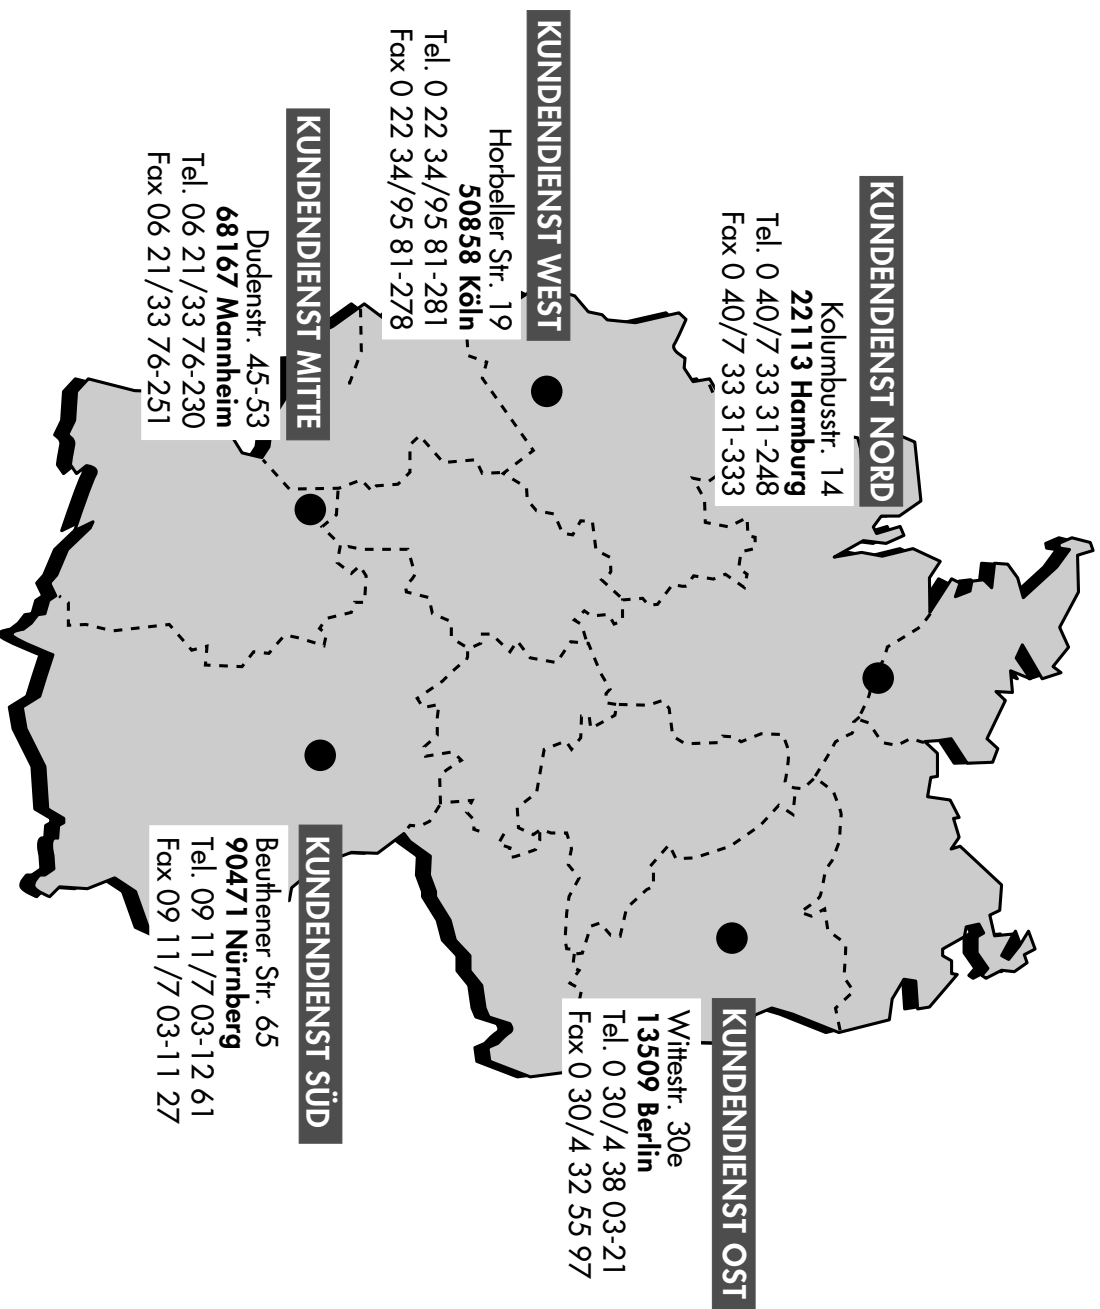 KUNDENDIENST NORD
Kolumbusstr. 14
22113 Hamburg
Tel. 0 40/7 33 31-248
Fax 0 40/7 33 31-333
KUNDENDIENST WEST
Horbeller Str. 19
50858 Köln
Tel. 0 22 34/95 81-281
Fax 0 22 34/95 81-278
KUNDENDIENST OST
Wittestr. 30e
13509 Berlin
Tel. 0 30/4 38 03-21
Fax 0 30/4 32 55 97
KUNDENDIENST MITTE
Dudenstr. 45-53
68167 Mannheim
Tel. 06 21/33 76-230
Fax 06 21/33 76-251
KUNDENDIENST SÜD
Beuthener Str. 65
90471 Nürnberg
Tel. 09 11/7 03-12 61
Fax 09 11/7 03-11 27